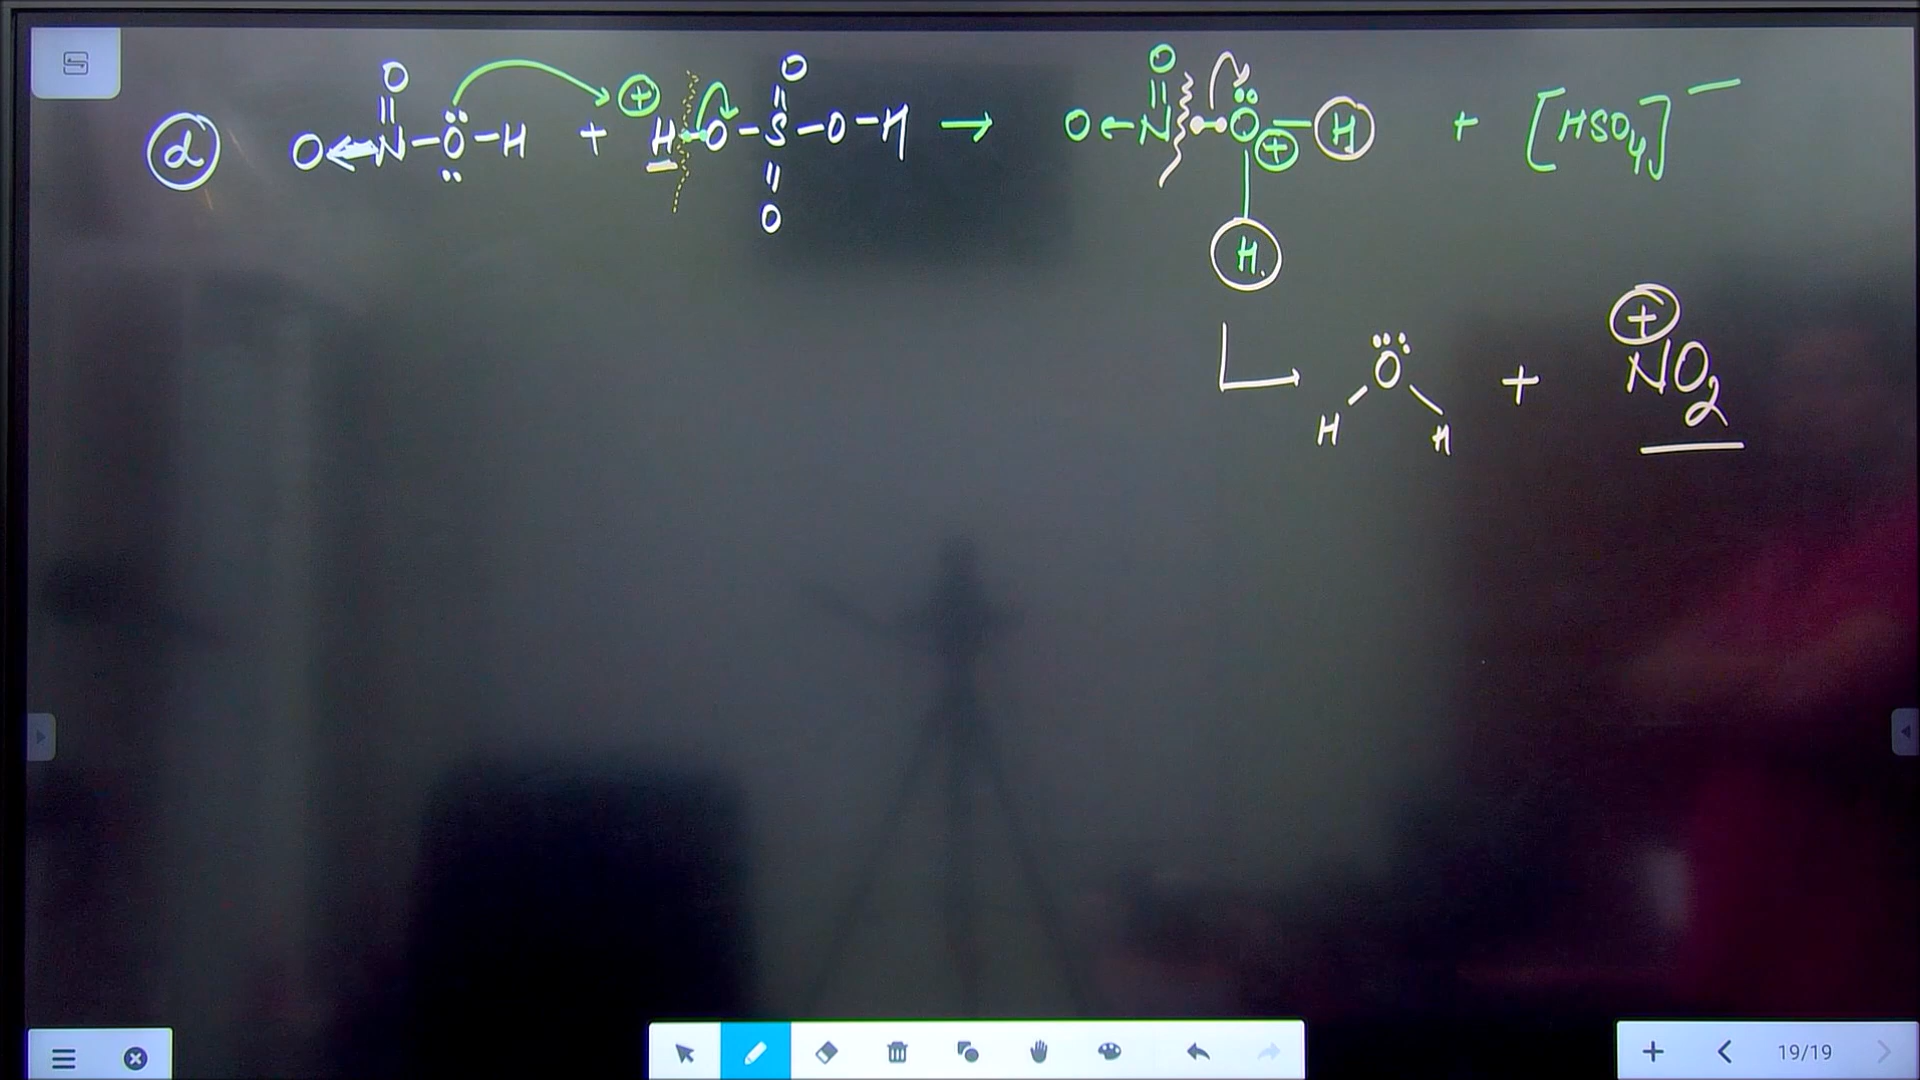 O
O
O
(d) O←N-Ö-H + ⊕ H-O-S-O-H → O←N-O⊕-H + [HSO₄]⁻
O
H
Ö ⊕
H H + NO₂
19/19